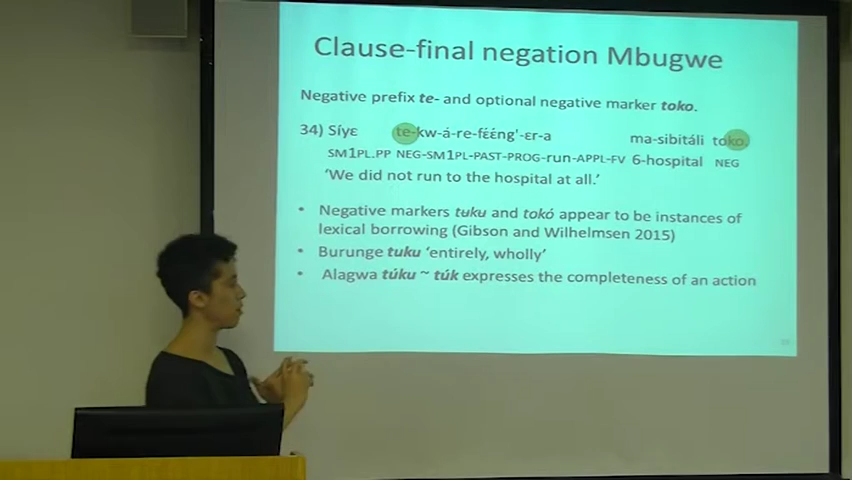 Clause-final negation Mbugwe
Negative prefix te- and optional negative marker toko.
34) Síyɛ te-kw-á-re-fɛ́ɛ́ng'-ɛr-a ma-sibitáli toko.
SM1PL.PP NEG-SM1PL-PAST-PROG-run-APPL-FV 6-hospital NEG
'We did not run to the hospital at all.'
• Negative markers tʉkʉ and tokó appear to be instances of
lexical borrowing (Gibson and Wilhelmsen 2015)
• Burunge tuku 'entirely, wholly'
• Alagwa túku ~ túk expresses the completeness of an action